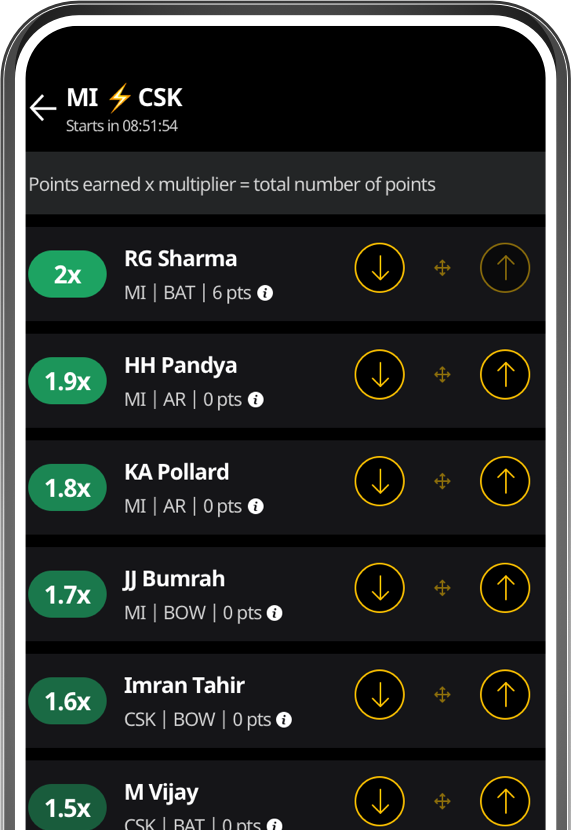 MI ⚡ CSK
Starts in 08:51:54
Points earned x multiplier = total number of points
2x
RG Sharma
MI | BAT | 6 pts i
1.9x
HH Pandya
MI | AR | 0 pts i
1.8x
KA Pollard
MI | AR | 0 pts i
1.7x
JJ Bumrah
MI | BOW | 0 pts i
1.6x
Imran Tahir
CSK | BOW | 0 pts i
1.5x
M Vijay
CSK | BAT | 0 pts i